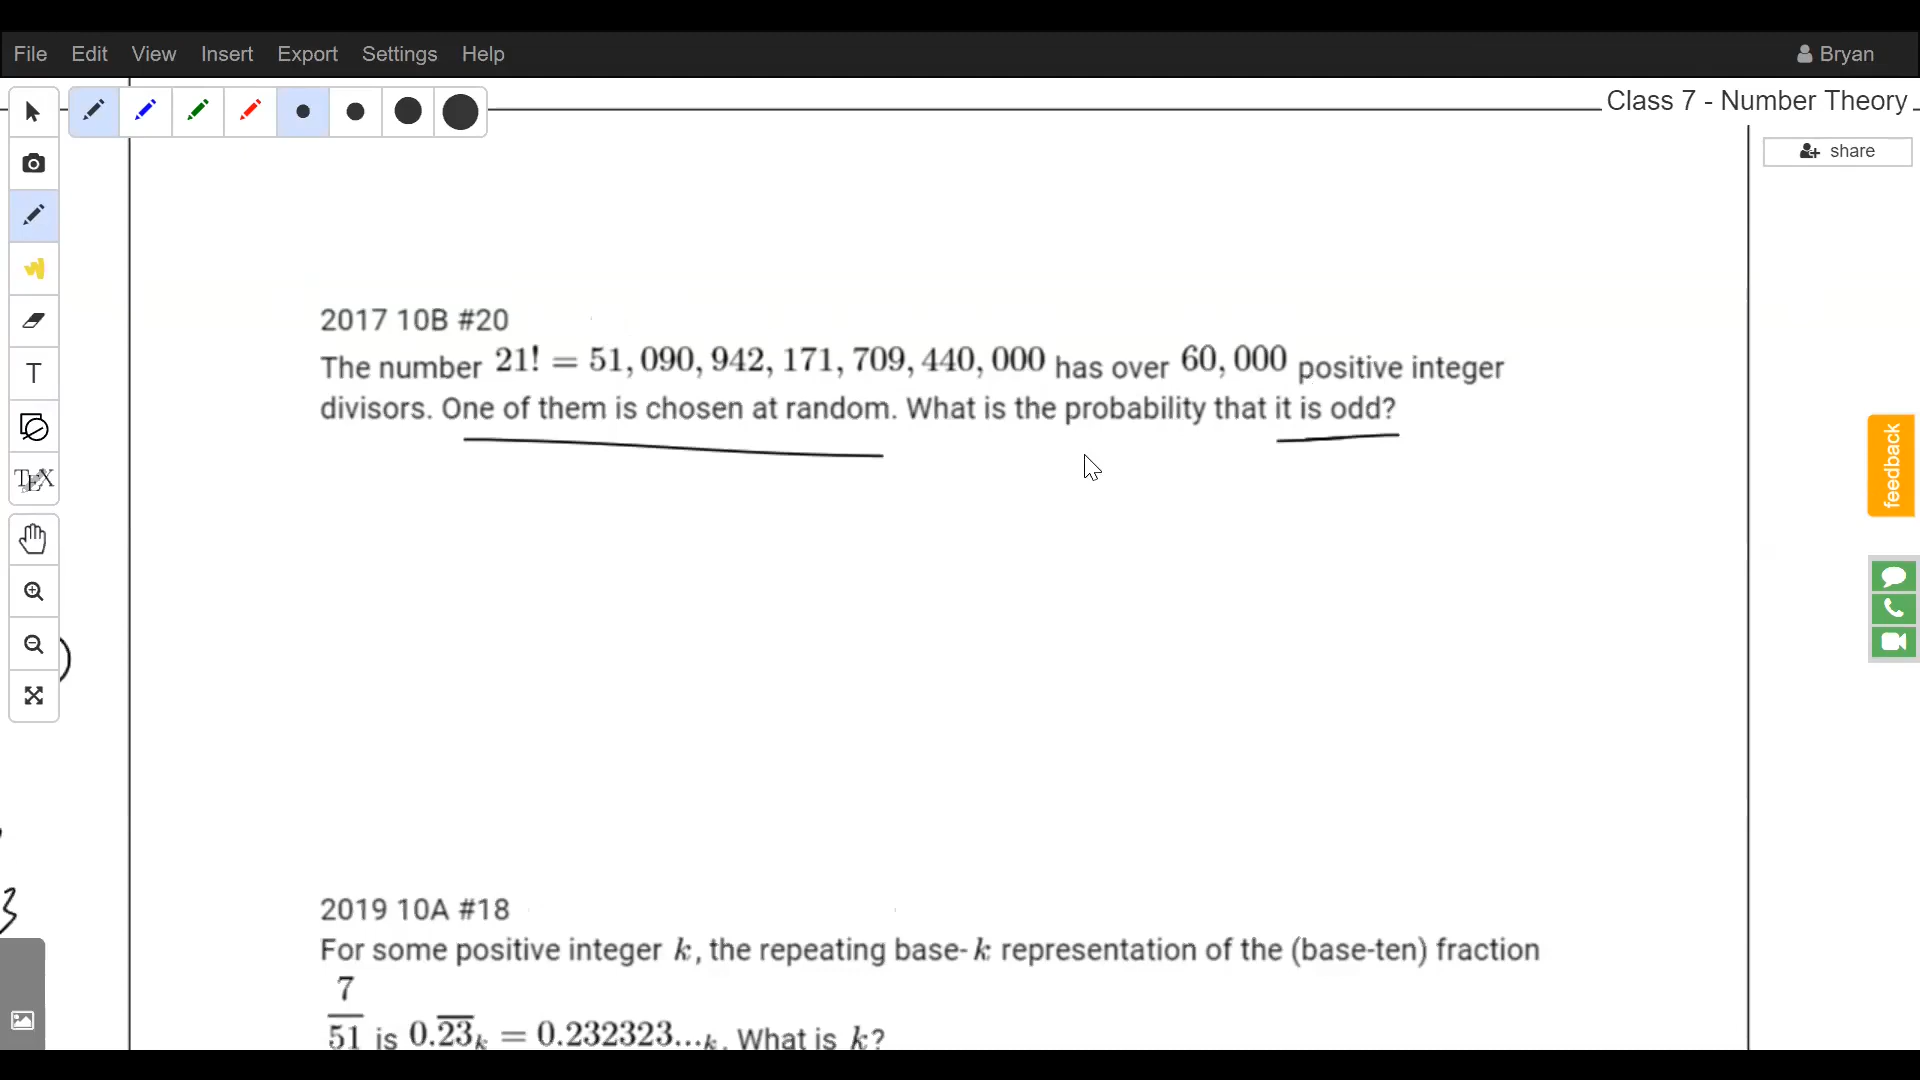 File Edit View Insert Export Settings Help Bryan
Class 7 - Number Theory
share
T
TEX
feedback
2017 10B #20
The number 21! = 51,090,942,171,709,440,000 has over 60,000 positive integer
divisors. One of them is chosen at random. What is the probability that it is odd?
)
3
2019 10A #18
For some positive integer k, the repeating base-k representation of the (base-ten) fraction
7
51 is 0.23k = 0.232323...k. What is k?